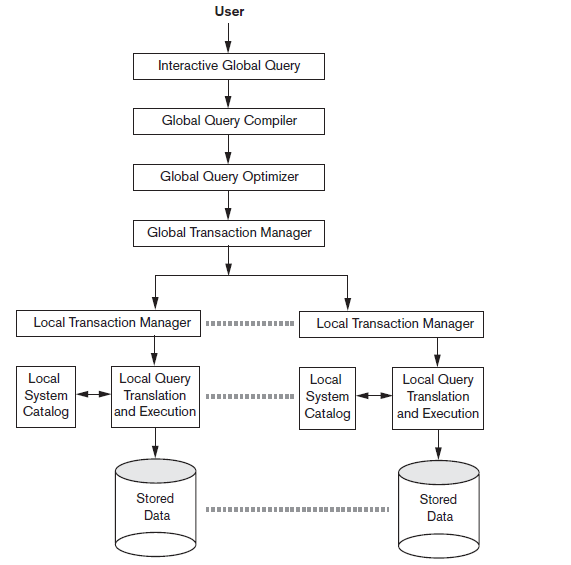 User
Interactive Global Query
Global Query Compiler
Global Query Optimizer
Global Transaction Manager
Local Transaction Manager
Local Transaction Manager
Local
System
Catalog
Local Query
Translation
and Execution
Local
System
Catalog
Local Query
Translation
and Execution
Stored
Data
Stored
Data